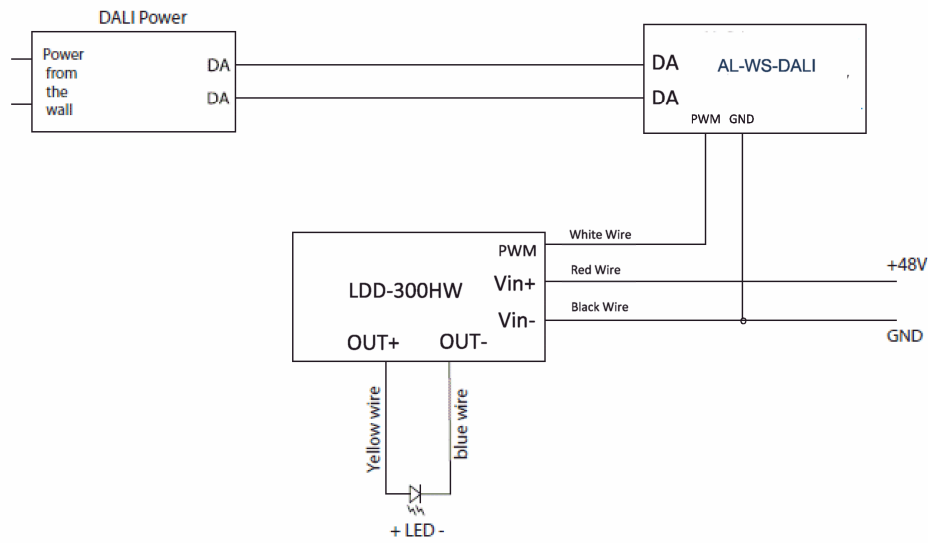 DALI Power
Power
from
the
wall
DA
DA
DA
DA
AL-WS-DALI
PWM GND
White Wire
PWM
Red Wire
+48V
LDD-300HW
Vin+
Black Wire
Vin-
GND
OUT+ OUT-
Yellow wire
blue wire
+ LED -